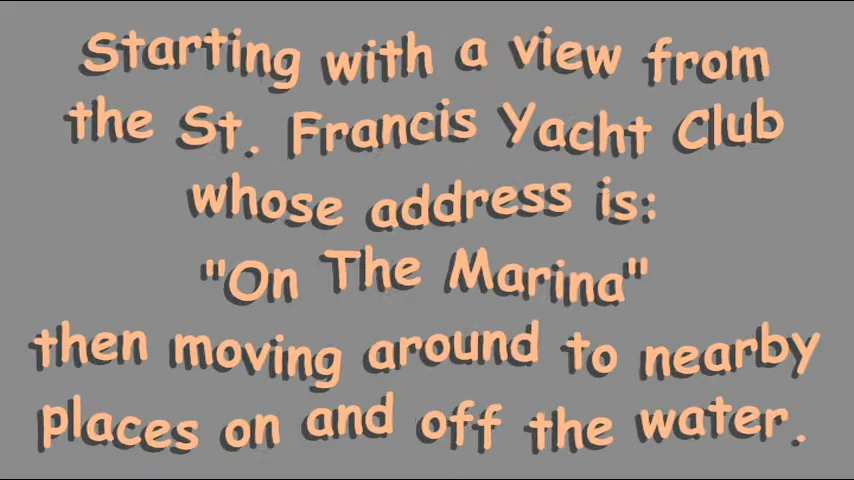 Starting with a view from
the St. Francis Yacht Club
whose address is:
"On The Marina"
then moving around to nearby
places on and off the water.